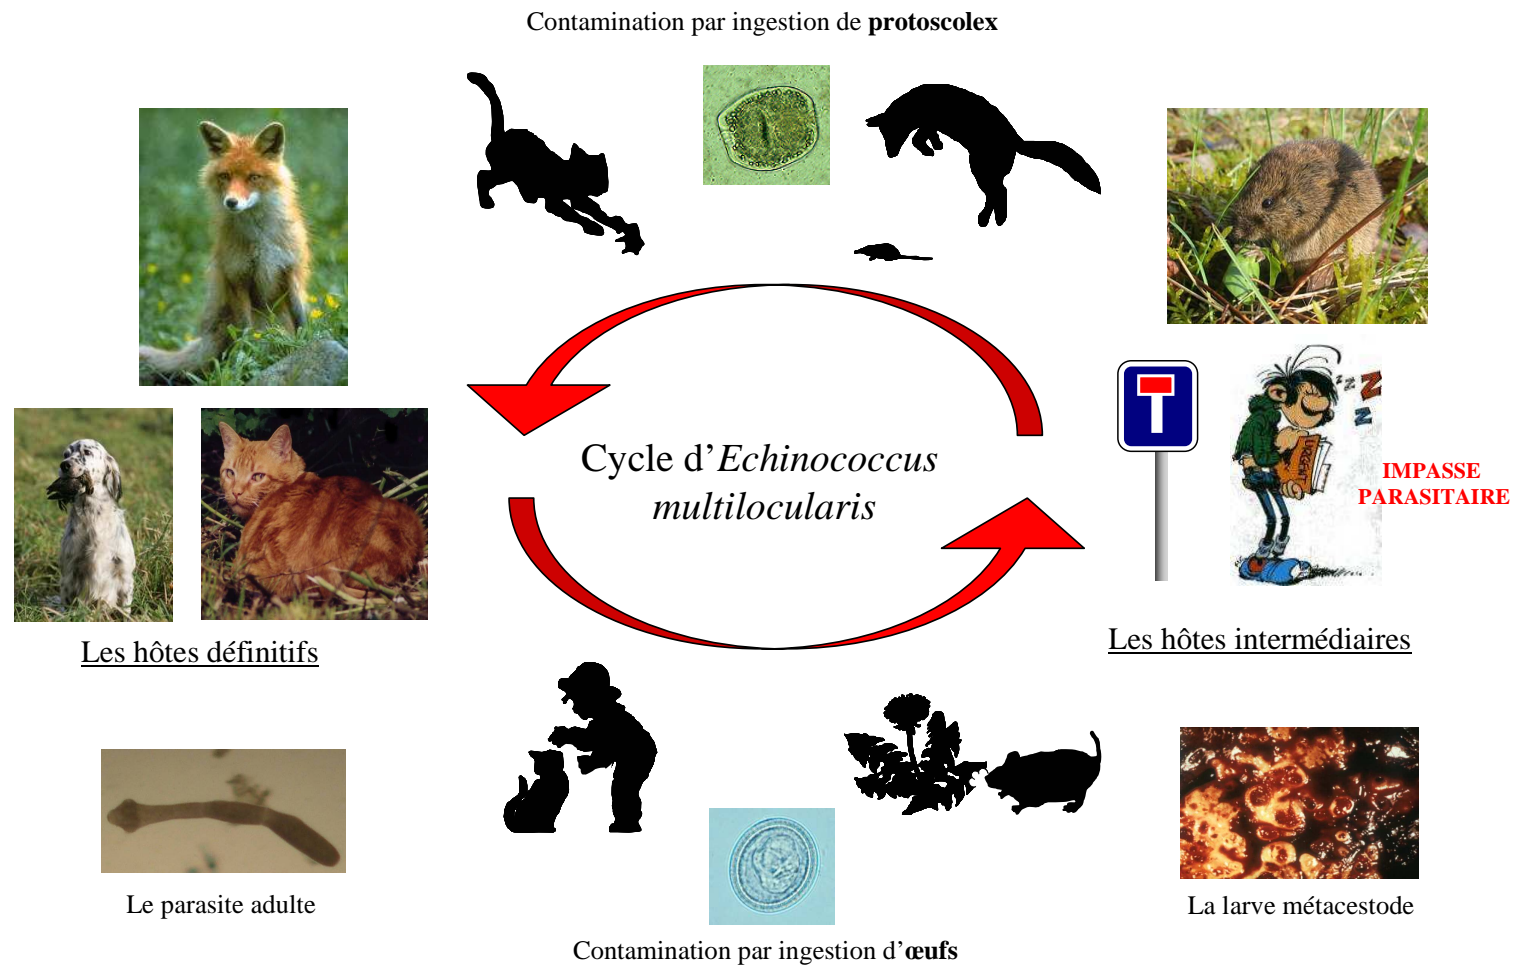 Contamination par ingestion de protoscolex
Cycle d’Echinococcus
multilocularis
Z
Z
Z
Z
Z
URGENT
IMPASSE
PARASITAIRE
Les hôtes définitifs
Les hôtes intermédiaires
Le parasite adulte
La larve métacestode
Contamination par ingestion d’œufs